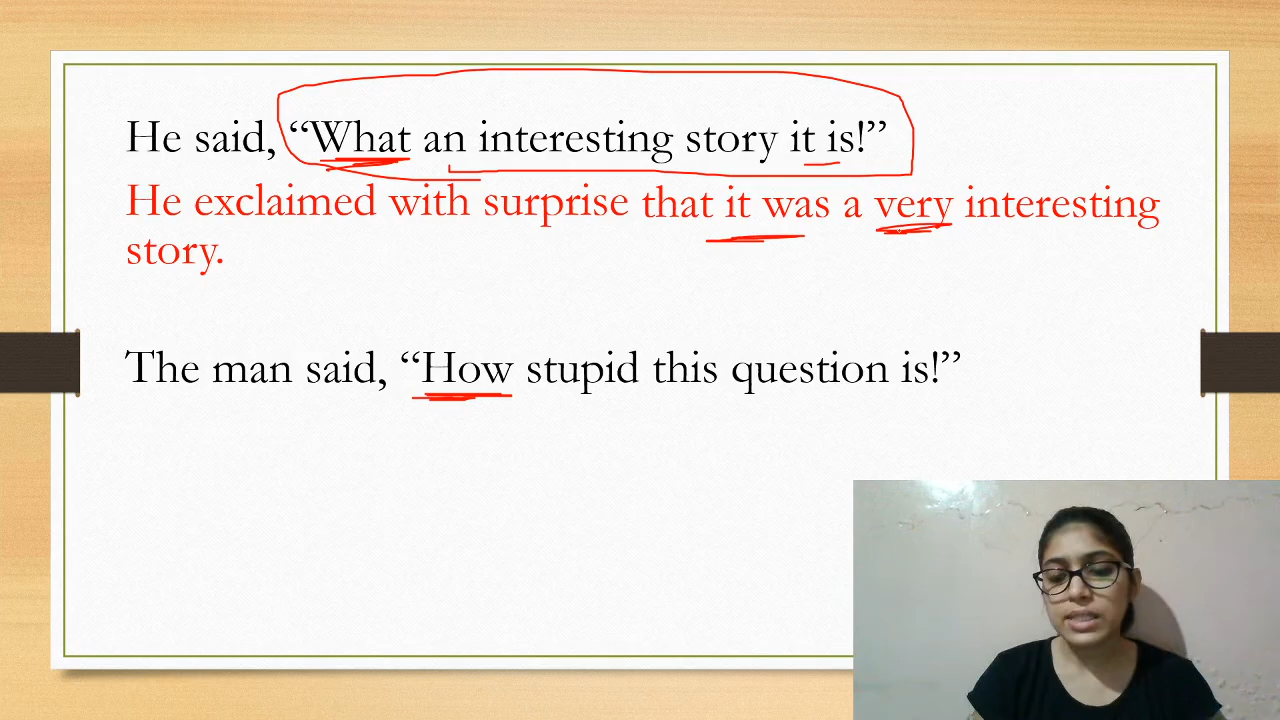 He said, “What an interesting story it is!”
He exclaimed with surprise that it was a very interesting
story.
The man said, “How stupid this question is!”